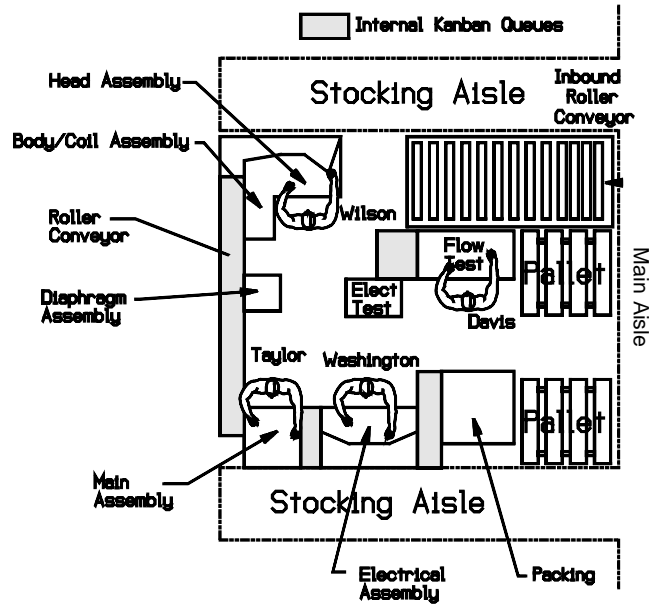 Internal Kanban Queues
Head Assembly
Stocking Aisle
Inbound
Roller
Conveyor
Body/Coil Assembly
Wilson
Roller
Conveyor
Flow
Test
Pallet
Main Aisle
Diaphragm
Assembly
Elect
Test
Davis
Taylor
Washington
Pallet
Main
Assembly
Stocking Aisle
Electrical
Assembly
Packing